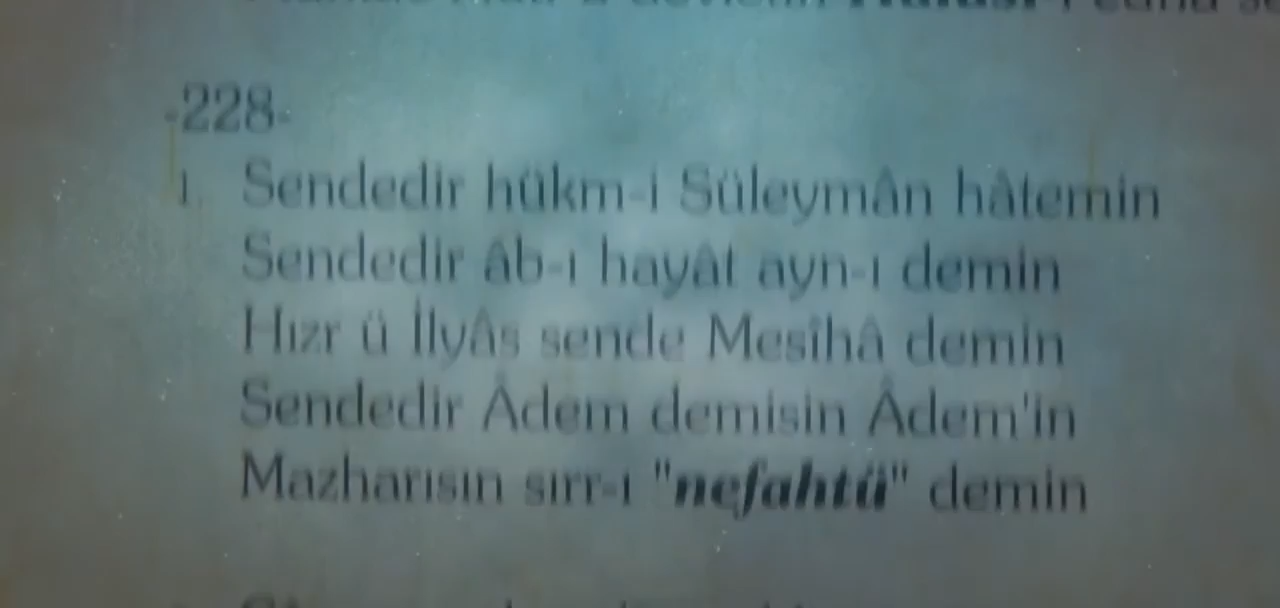 -228-
1. Sendedir hükm-i Süleymân hâtemin
Sendedir âb-ı hayât ayn-ı demin
Hızr ü İlyâs sende Mesîhâ demin
Sendedir Âdem demisin Âdem'in
Mazharısın sırr-ı "nefahtü" demin